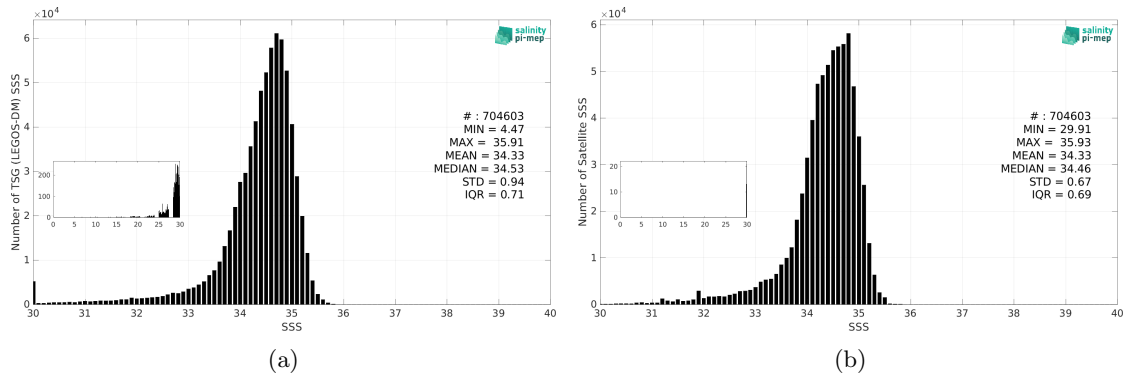 ×10⁴
6
5
4
3
2
1
0
Number of TSG (LEGOS-DM) SSS
salinity
pi-mep
# : 704603
MIN = 4.47
MAX = 35.91
MEAN = 34.33
MEDIAN = 34.53
STD = 0.94
IQR = 0.71
200
100
0
0 5 10 15 20 25 30
30 31 32 33 34 35 36 37 38 39 40
SSS
(a)
×10⁴
6
5
4
3
2
1
0
Number of Satellite SSS
salinity
pi-mep
# : 704603
MIN = 29.91
MAX = 35.93
MEAN = 34.33
MEDIAN = 34.46
STD = 0.67
IQR = 0.69
20
10
0
0 5 10 15 20 25 30
30 31 32 33 34 35 36 37 38 39 40
SSS
(b)